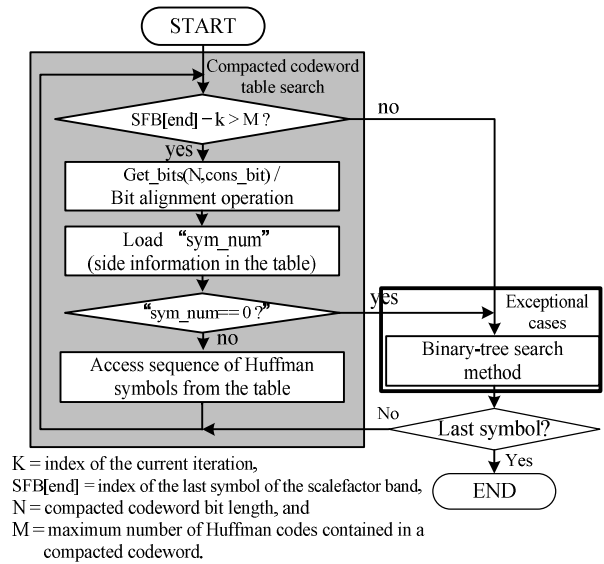 START
Compacted codeword
table search
SFB[end] – k > M ?
no
yes
Get_bits(N,cons_bit) /
Bit alignment operation
Load “sym_num”
(side information in the table)
“sym_num== 0 ?”
yes
Exceptional
cases
no
Binary-tree search
method
Access sequence of Huffman
symbols from the table
No
Last symbol?
Yes
END
K = index of the current iteration,
SFB[end] = index of the last symbol of the scalefactor band,
N = compacted codeword bit length, and
M = maximum number of Huffman codes contained in a
compacted codeword.